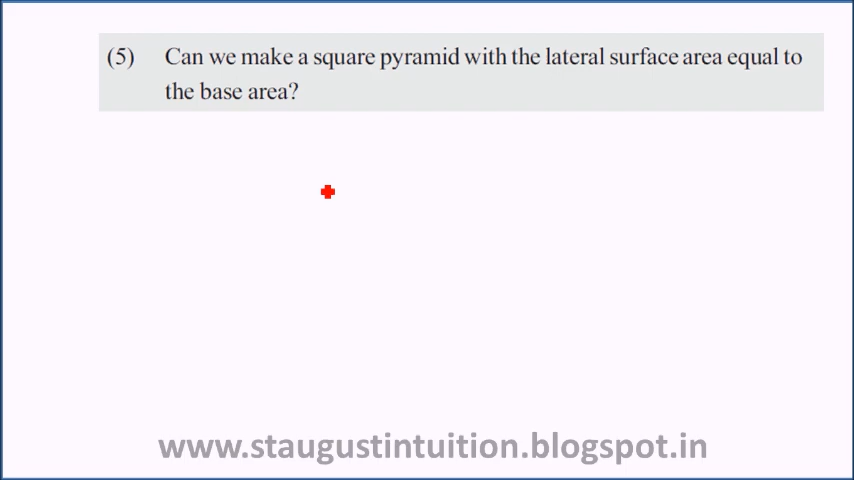 (5) Can we make a square pyramid with the lateral surface area equal to
the base area?
www.staugustintuition.blogspot.in